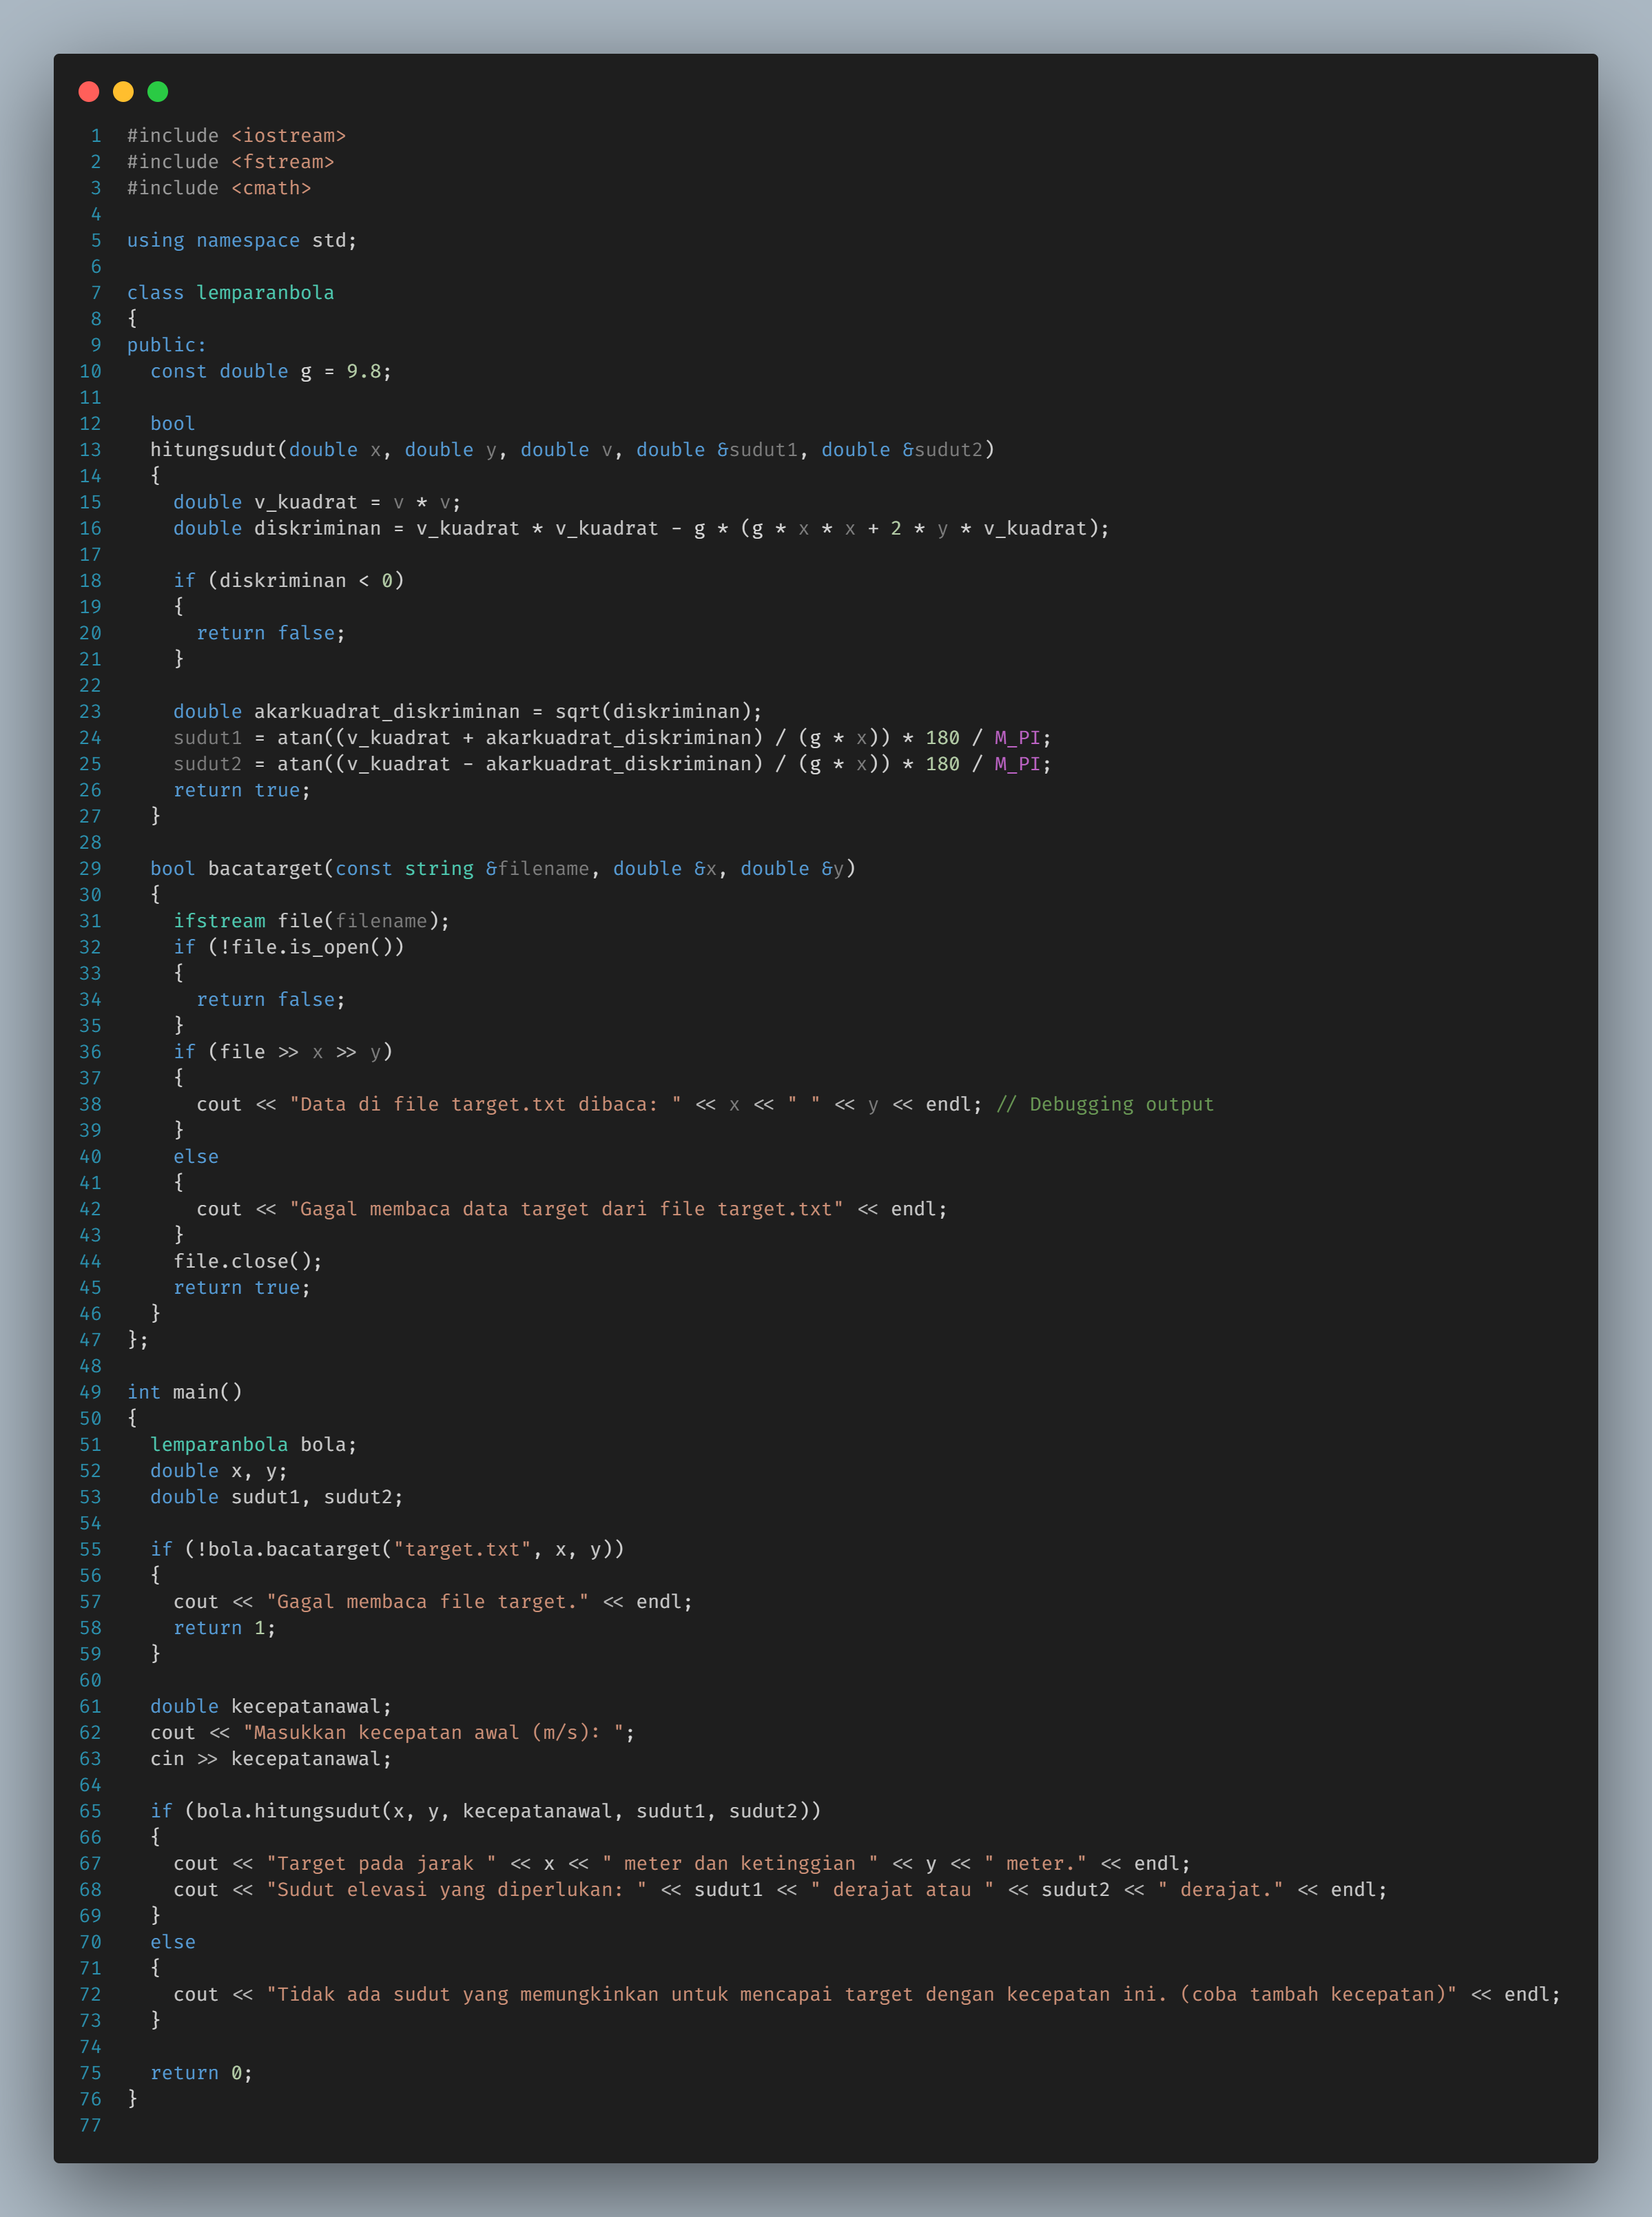 1 #include <iostream>
2 #include <fstream>
3 #include <cmath>
4
5 using namespace std;
6
7 class lemparanbola
8 {
9 public:
10   const double g = 9.8;
11
12   bool
13   hitungsudut(double x, double y, double v, double &sudut1, double &sudut2)
14   {
15     double v_kuadrat = v * v;
16     double diskriminan = v_kuadrat * v_kuadrat - g * (g * x * x + 2 * y * v_kuadrat);
17
18     if (diskriminan < 0)
19     {
20       return false;
21     }
22
23     double akarkuadrat_diskriminan = sqrt(diskriminan);
24     sudut1 = atan((v_kuadrat + akarkuadrat_diskriminan) / (g * x)) * 180 / M_PI;
25     sudut2 = atan((v_kuadrat - akarkuadrat_diskriminan) / (g * x)) * 180 / M_PI;
26     return true;
27   }
28
29   bool bacatarget(const string &filename, double &x, double &y)
30   {
31     ifstream file(filename);
32     if (!file.is_open())
33     {
34       return false;
35     }
36     if (file >> x >> y)
37     {
38       cout << "Data di file target.txt dibaca: " << x << " " << y << endl; // Debugging output
39     }
40     else
41     {
42       cout << "Gagal membaca data target dari file target.txt" << endl;
43     }
44     file.close();
45     return true;
46   }
47 };
48
49 int main()
50 {
51   lemparanbola bola;
52   double x, y;
53   double sudut1, sudut2;
54
55   if (!bola.bacatarget("target.txt", x, y))
56   {
57     cout << "Gagal membaca file target." << endl;
58     return 1;
59   }
60
61   double kecepatanawal;
62   cout << "Masukkan kecepatan awal (m/s): ";
63   cin >> kecepatanawal;
64
65   if (bola.hitungsudut(x, y, kecepatanawal, sudut1, sudut2))
66   {
67     cout << "Target pada jarak " << x << " meter dan ketinggian " << y << " meter." << endl;
68     cout << "Sudut elevasi yang diperlukan: " << sudut1 << " derajat atau " << sudut2 << " derajat." << endl;
69   }
70   else
71   {
72     cout << "Tidak ada sudut yang memungkinkan untuk mencapai target dengan kecepatan ini. (coba tambah kecepatan)" << endl;
73   }
74
75   return 0;
76 }
77